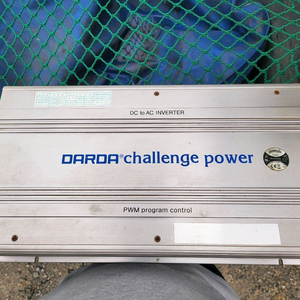 DC to AC INVERTER
DARDA® challenge power
PWM program control